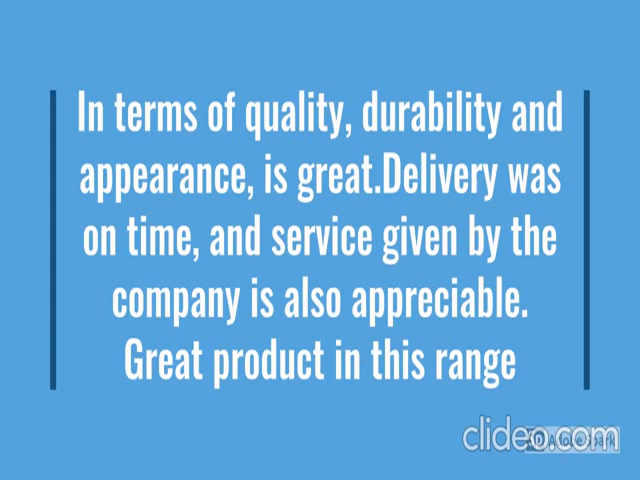 In terms of quality, durability and
appearance, is great.Delivery was
on time, and service given by the
company is also appreciable.
Great product in this range
clideo.com